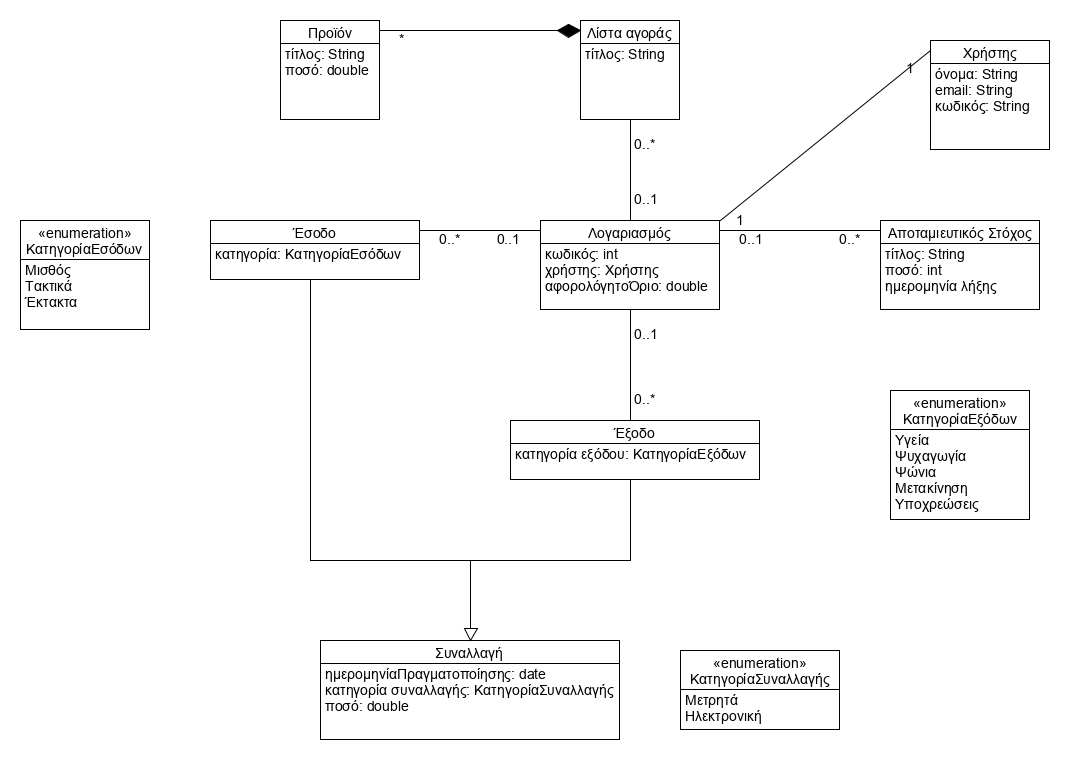 Προϊόν
τίτλος: String
ποσό: double
*
Λίστα αγοράς
τίτλος: String
Χρήστης
όνομα: String
email: String
κωδικός: String
1
0..*
0..1
1
«enumeration»
ΚατηγορίαΕσόδων
Μισθός
Τακτικά
Έκτακτα
Έσοδο
κατηγορία: ΚατηγορίαΕσόδων
0..*
0..1
Λογαριασμός
κωδικός: int
χρήστης: Χρήστης
αφορολόγητοΌριο: double
0..1
0..*
Αποταμιευτικός Στόχος
τίτλος: String
ποσό: int
ημερομηνία λήξης
0..1
0..*
Έξοδο
κατηγορία εξόδου: ΚατηγορίαΕξόδων
«enumeration»
ΚατηγορίαΕξόδων
Υγεία
Ψυχαγωγία
Ψώνια
Μετακίνηση
Υποχρεώσεις
Συναλλαγή
ημερομηνίαΠραγματοποίησης: date
κατηγορία συναλλαγής: ΚατηγορίαΣυναλλαγής
ποσό: double
«enumeration»
ΚατηγορίαΣυναλλαγής
Μετρητά
Ηλεκτρονική